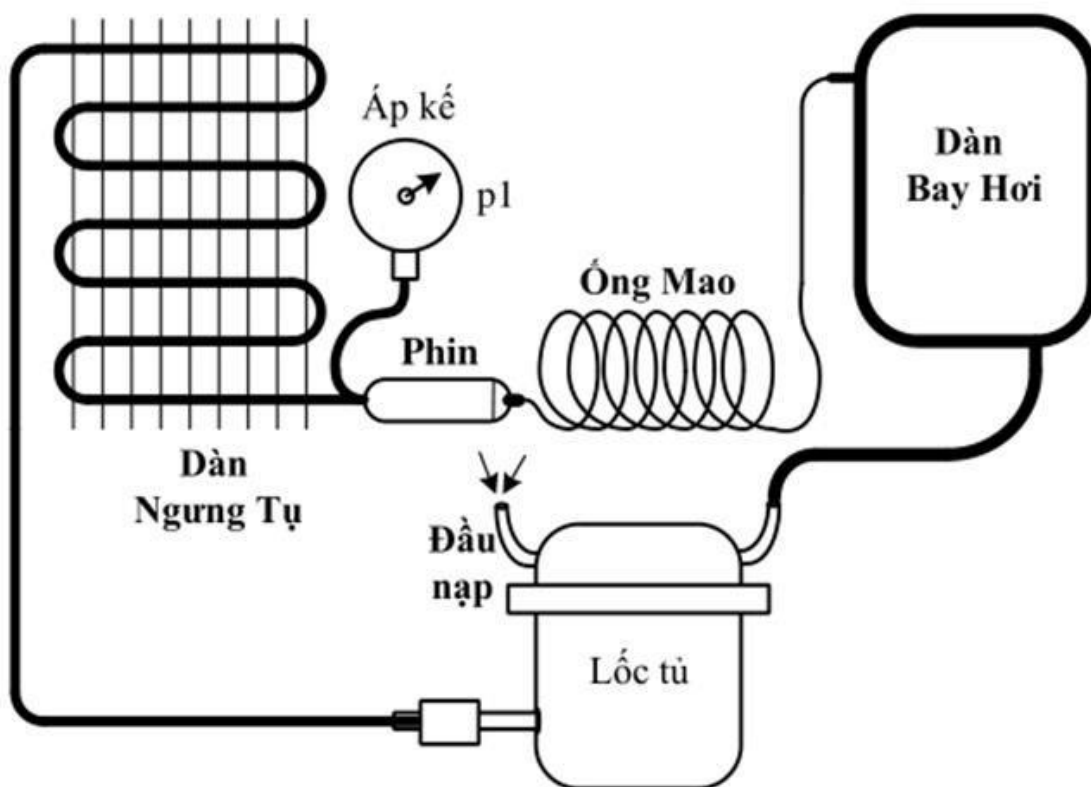 Áp kế
p1
Dàn
Bay Hơi
Ống Mao
Phin
Dàn
Ngưng Tụ
Đầu
nạp
Lốc tủ